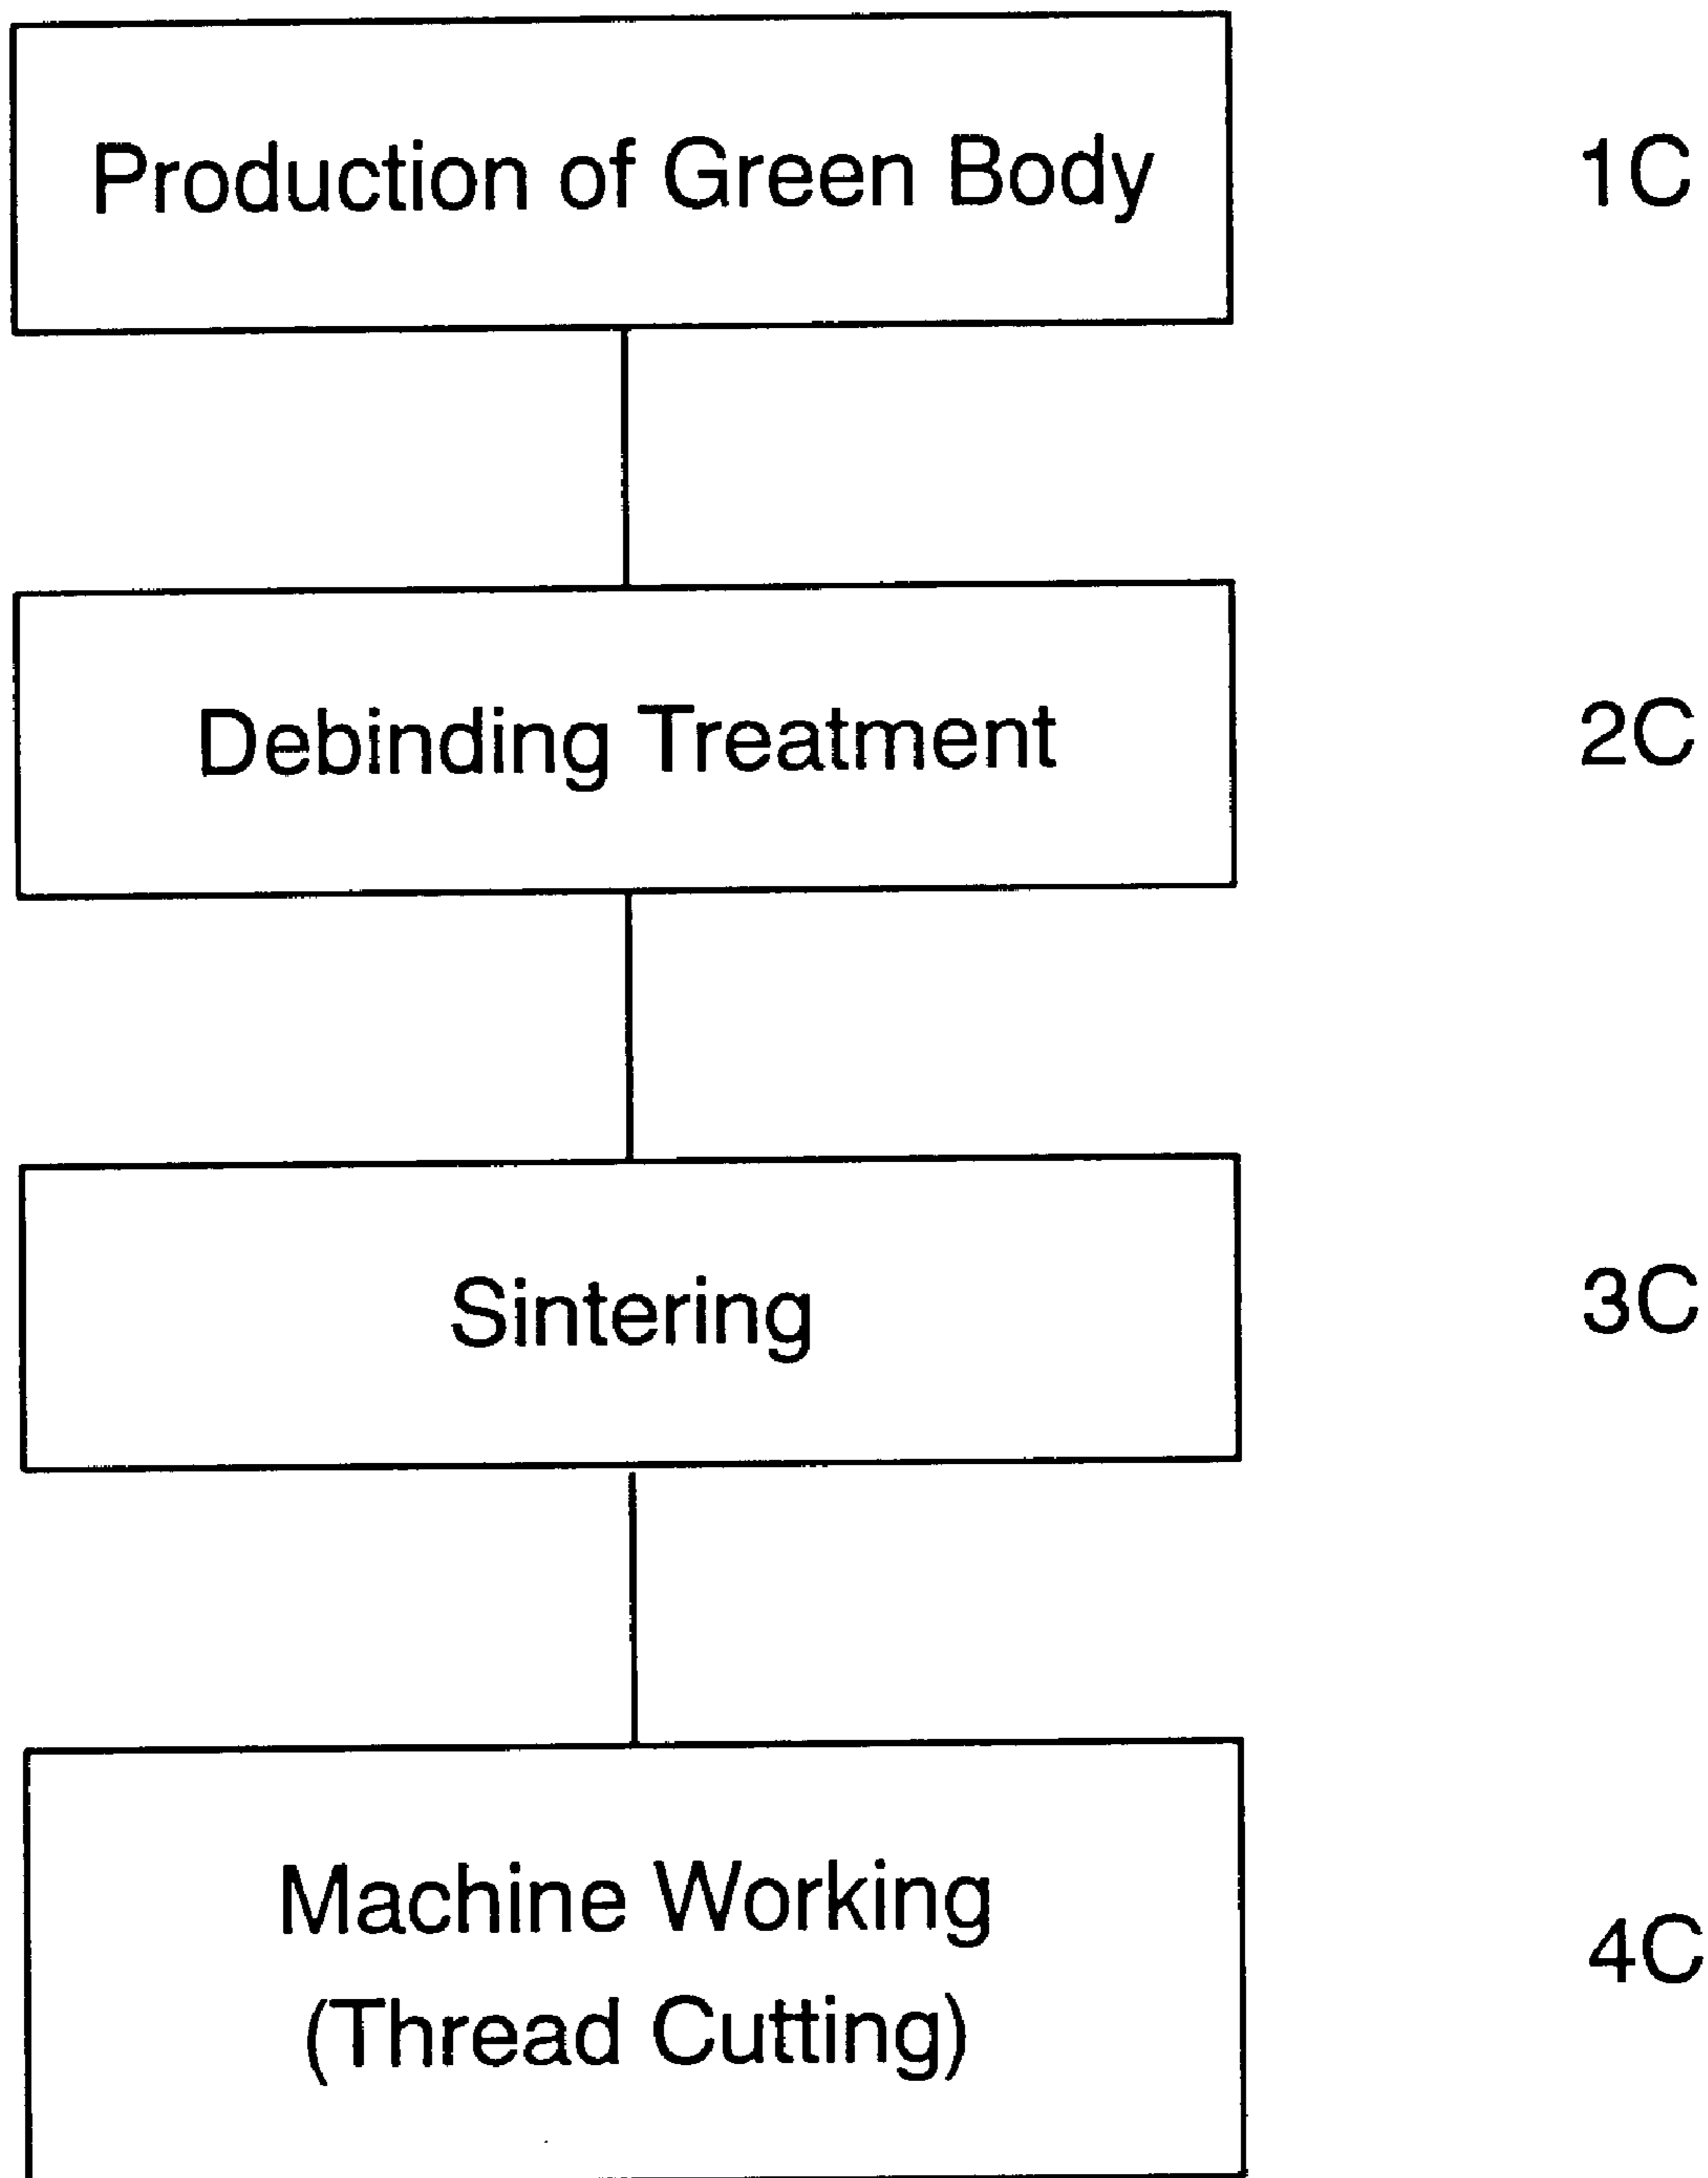 Production of Green Body 1C
Debinding Treatment 2C
Sintering 3C
Machine Working
(Thread Cutting)
4C